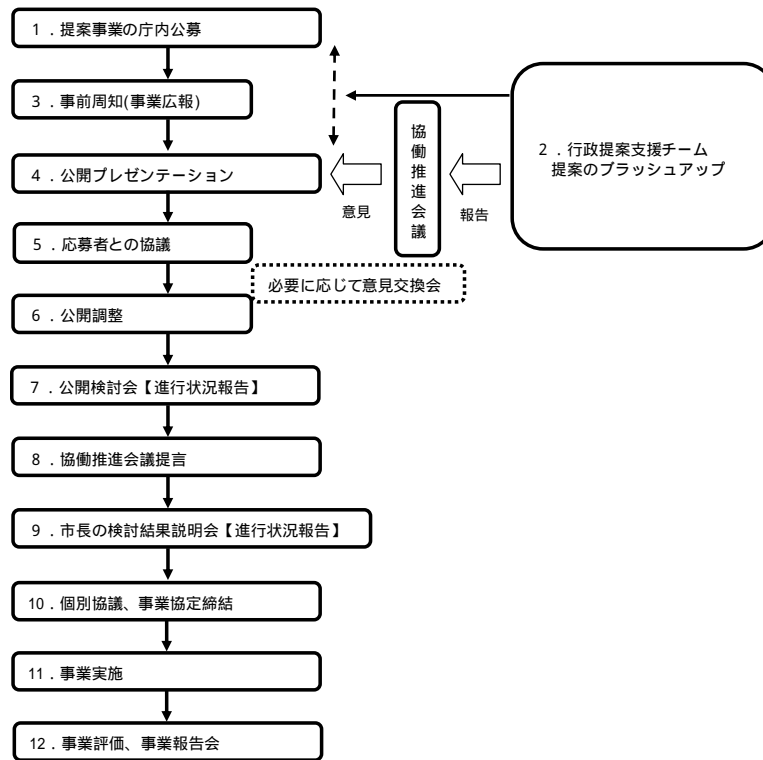 1．提案事業の庁内公募
3．事前周知(事業広報)
4．公開プレゼンテーション
5．応募者との協議
必要に応じて意見交換会
6．公開調整
7．公開検討会【進行状況報告】
8．協働推進会議提言
9．市長の検討結果説明会【進行状況報告】
10．個別協議、事業協定締結
11．事業実施
12．事業評価、事業報告会
意見
協働推進会議
報告
2．行政提案支援チーム
提案のブラッシュアップ